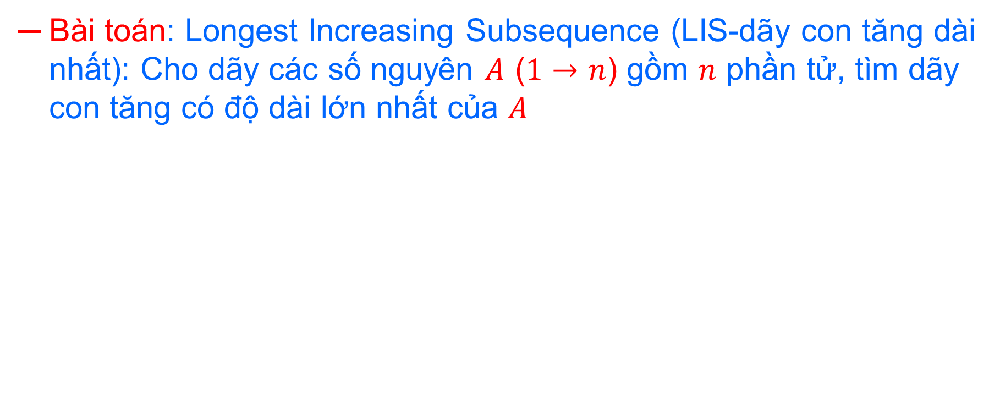 — Bài toán: Longest Increasing Subsequence (LIS-dãy con tăng dài
nhất): Cho dãy các số nguyên A (1 → n) gồm n phần tử, tìm dãy
con tăng có độ dài lớn nhất của A